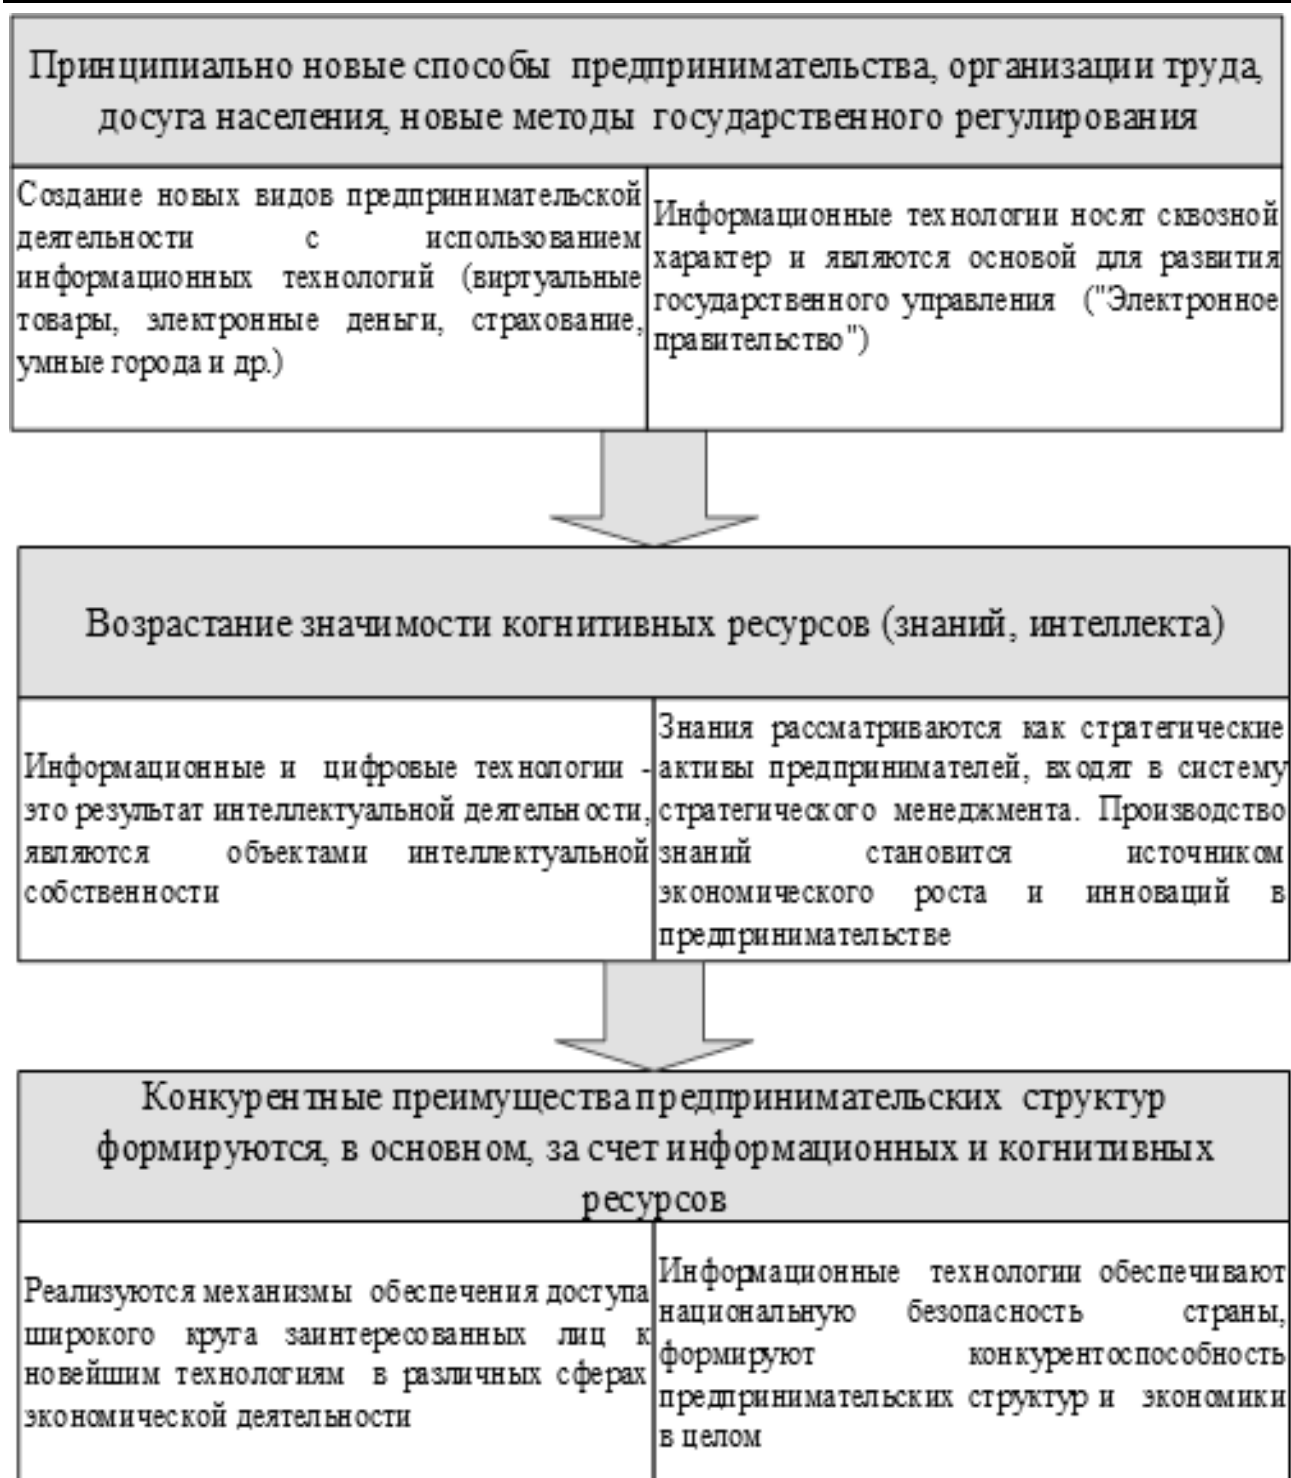 Принципиально новые способы предпринимательства, организации труда,
досуга населения, новые методы государственного регулирования
Создание новых видов предпринимательской
деятельности с использованием
информационных технологий (виртуальные
товары, электронные деньги, страхование,
умные города и др.)
Информационные технологии носят сквозной
характер и являются основой для развития
государственного управления ("Электронное
правительство")
Возрастание значимости когнитивных ресурсов (знаний, интеллекта)
Информационные и цифровые технологии -
это результат интеллектуальной деятельности,
являются объектами интеллектуальной
собственности
Знания рассматриваются как стратегические
активы предпринимателей, входят в систему
стратегического менеджмента. Производство
знаний становится источником
экономического роста и инноваций в
предпринимательстве
Конкурентные преимущества предпринимательских структур
формируются, в основном, за счет информационных и когнитивных
ресурсов
Реализуются механизмы обеспечения доступа
широкого круга заинтересованных лиц к
новейшим технологиям в различных сферах
экономической деятельности
Информационные технологии обеспечивают
национальную безопасность страны,
формируют конкурентоспособность
предпринимательских структур и экономики
в целом